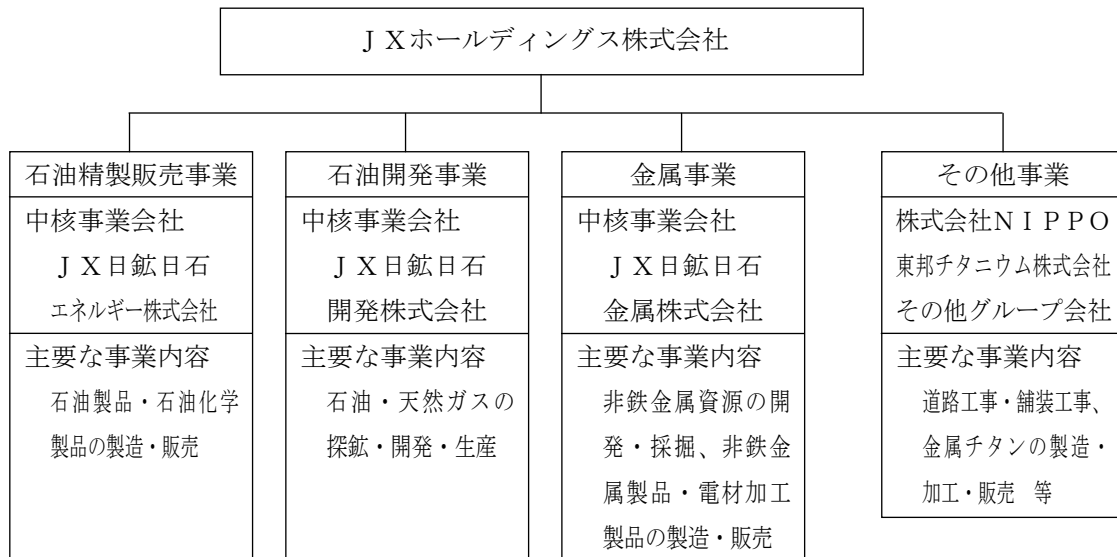 ＪＸホールディングス株式会社
石油精製販売事業
中核事業会社
ＪＸ日鉱日石
エネルギー株式会社
主要な事業内容
石油製品・石油化学
製品の製造・販売
石油開発事業
中核事業会社
ＪＸ日鉱日石
開発株式会社
主要な事業内容
石油・天然ガスの
探鉱・開発・生産
金属事業
中核事業会社
ＪＸ日鉱日石
金属株式会社
主要な事業内容
非鉄金属資源の開
発・採掘、非鉄金
属製品・電材加工
製品の製造・販売
その他事業
株式会社ＮＩＰＰＯ
東邦チタニウム株式会社
その他グループ会社
主要な事業内容
道路工事・舗装工事、
金属チタンの製造・
加工・販売　等